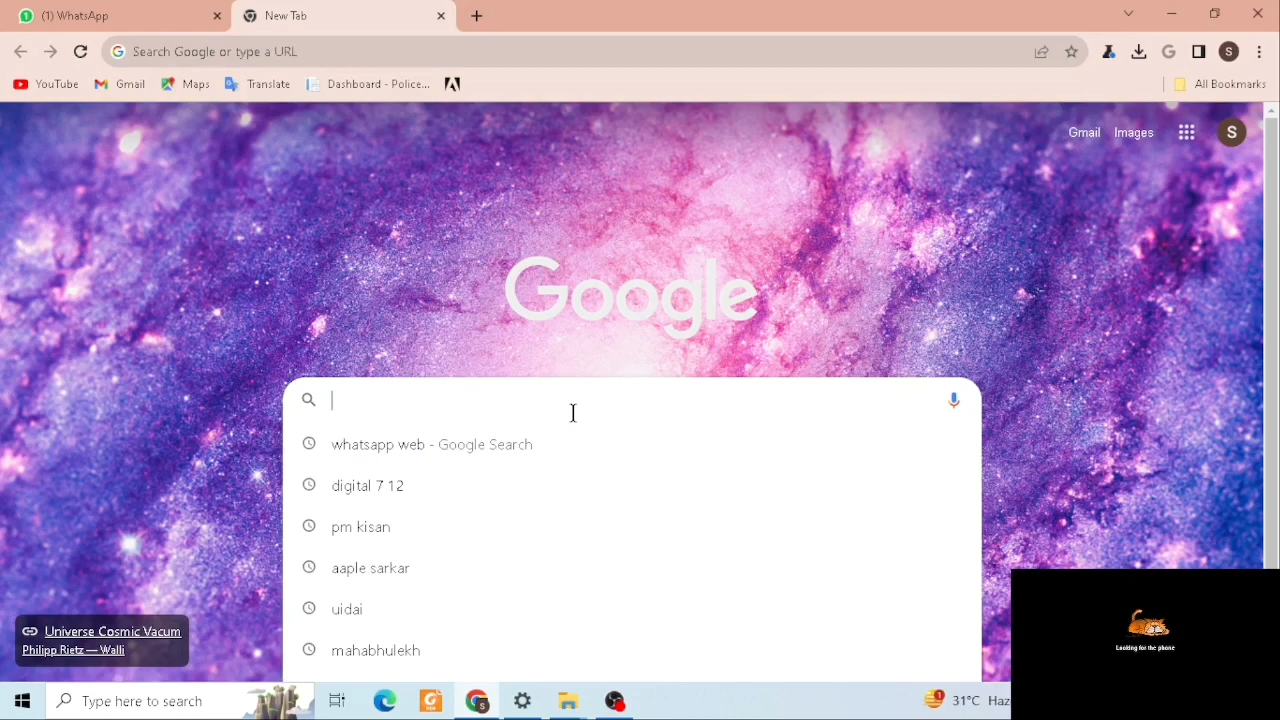 (1) WhatsApp
New Tab
Search Google or type a URL
S
YouTube
Gmail
Maps
Translate
Dashboard - Police...
All Bookmarks
Gmail
Images
S
Google
whatsapp web - Google Search
digital 7 12
pm kisan
aaple sarkar
uidai
mahabhulekh
Universe Cosmic Vacum
Philipp Rietz — Walli
Looking for the phone
Type here to search
S
1
31°C Haz